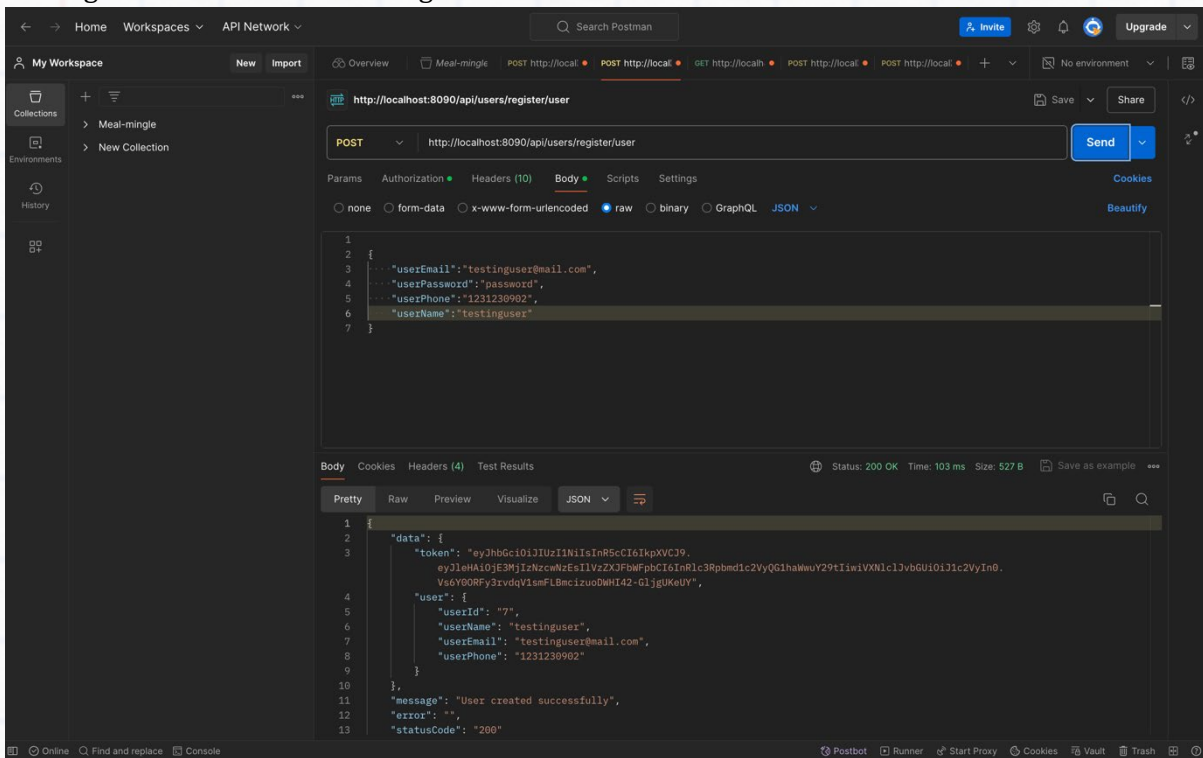 Home Workspaces API Network Search Postman Invite Upgrade
My Workspace New Import Overview Meal-mingle POST http://local: POST http://local: GET http://localh. POST http://local: POST http://local: No environment
Collections
Environments
History
Meal-mingle
New Collection
http://localhost:8090/api/users/register/user Save Share
POST http://localhost:8090/api/users/register/user Send
Params Authorization Headers (10) Body Scripts Settings Cookies
none form-data x-www-form-urlencoded raw binary GraphQL JSON Beautify
1
2 {
3 "userEmail":"testinguser@mail.com",
4 "userPassword":"password",
5 "userPhone":"1231230902",
6 "userName":"testinguser"
7 }
Body Cookies Headers (4) Test Results Status: 200 OK Time: 103 ms Size: 527 B Save as example
Pretty Raw Preview Visualize JSON
1 {
2 "data": {
3 "token": "eyJhbGciOiJIUzI1NiIsInR5cCI6IkpXVCJ9.
eyJleHAiOjE3MjIzNzcwNzEsIlVzZXJFbWFpbCI6InRlc3Rpbmd1c2VyQG1haWwuY29tIiwiVXNlclJvbGUiOiJ1c2VyIn0.
Vs6Y0ORFy3rvdqV1smFLBmcizuoDWHI42-GljgUKeUY",
4 "user": {
5 "userId": "7",
6 "userName": "testinguser",
7 "userEmail": "testinguser@mail.com",
8 "userPhone": "1231230902"
9 }
10 },
11 "message": "User created successfully",
12 "error": "",
13 "statusCode": "200"
Online Find and replace Console Postbot Runner Start Proxy Cookies Vault Trash